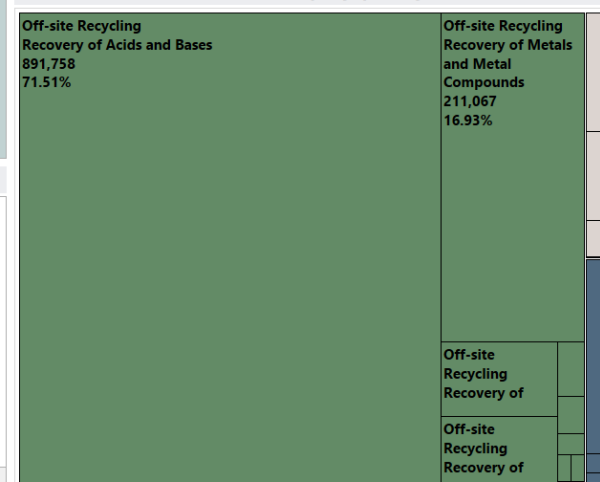 Off-site Recycling
Recovery of Acids and Bases
891,758
71.51%
Off-site Recycling
Recovery of Metals
and Metal
Compounds
211,067
16.93%
Off-site
Recycling
Recovery of
Off-site
Recycling
Recovery of